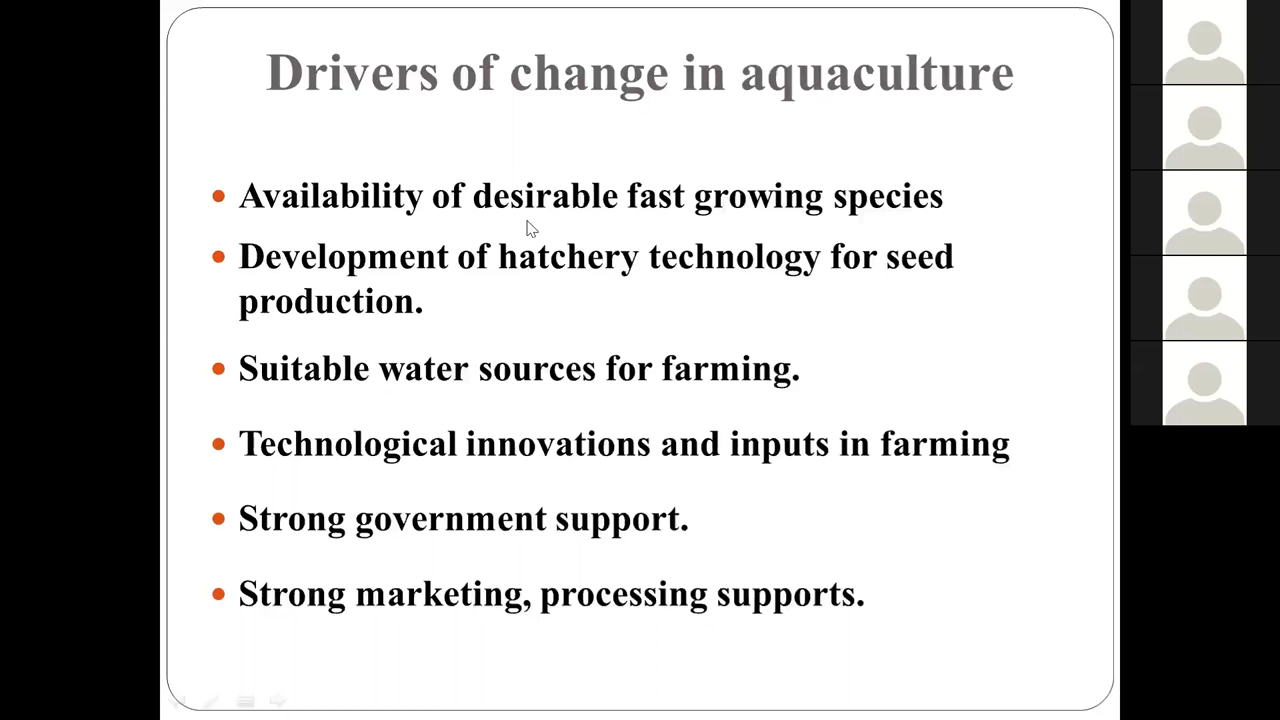 Drivers of change in aquaculture
• Availability of desirable fast growing species
• Development of hatchery technology for seed
production.
• Suitable water sources for farming.
• Technological innovations and inputs in farming
• Strong government support.
• Strong marketing, processing supports.